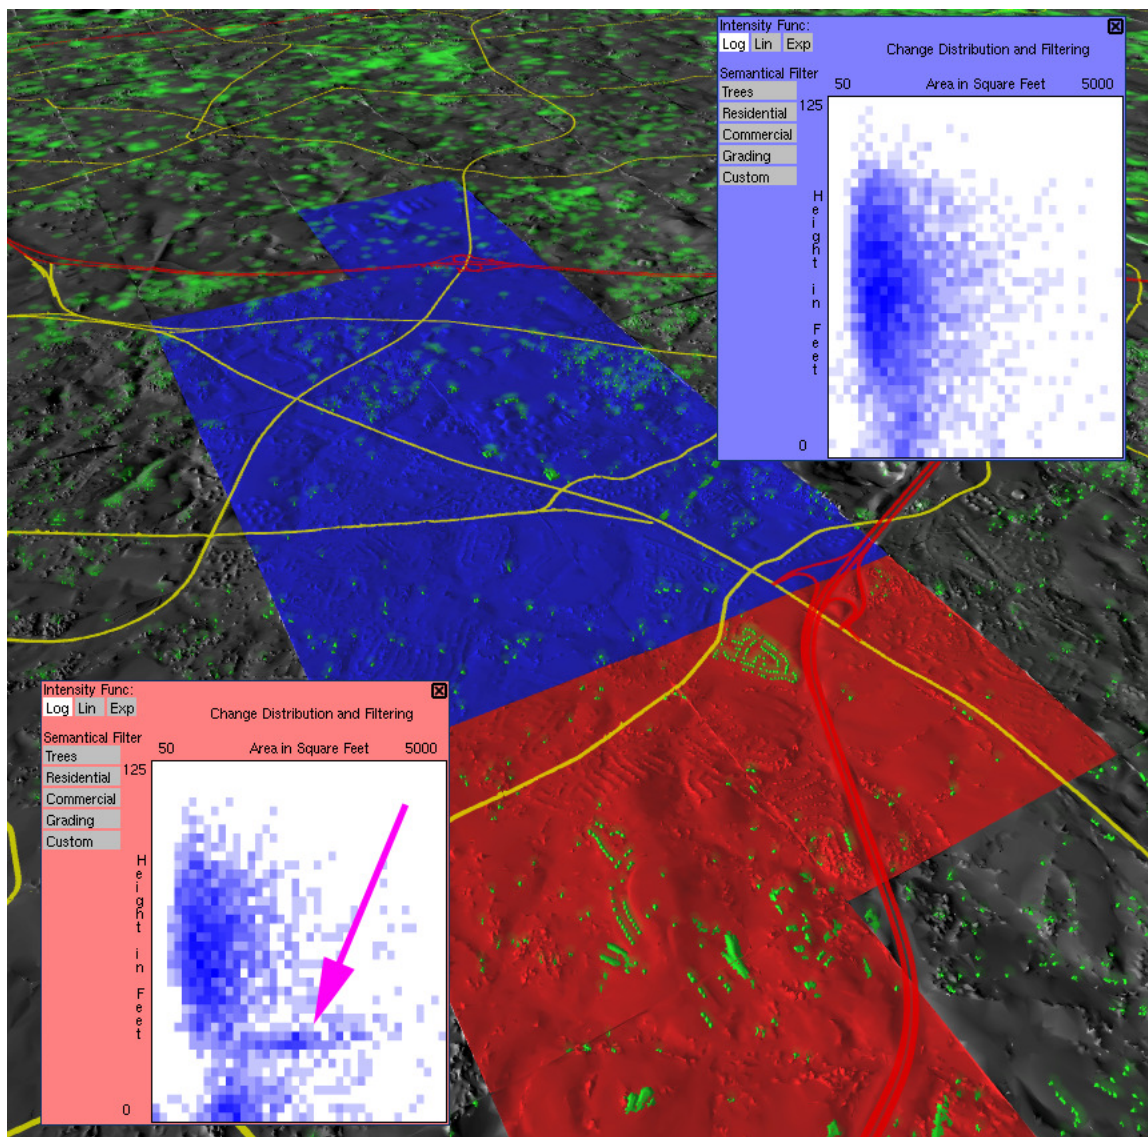 Intensity Func:
Log Lin Exp
Change Distribution and Filtering
Semantical Filter
50 Area in Square Feet 5000
Trees
125
Residential
Commercial
Grading
Custom
Height in Feet
0
Intensity Func:
Log Lin Exp
Change Distribution and Filtering
Semantical Filter
50 Area in Square Feet 5000
Trees
125
Residential
Commercial
Grading
Custom
Height in Feet
0